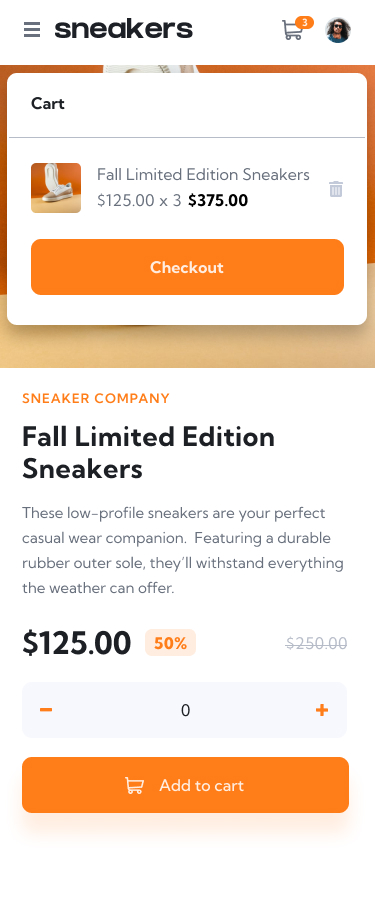 sneakers
3
Cart
Fall Limited Edition Sneakers
$125.00 x 3 $375.00
Checkout
SNEAKER COMPANY
Fall Limited Edition
Sneakers
These low-profile sneakers are your perfect
casual wear companion. Featuring a durable
rubber outer sole, they’ll withstand everything
the weather can offer.
$125.00 50% $250.00
0
Add to cart